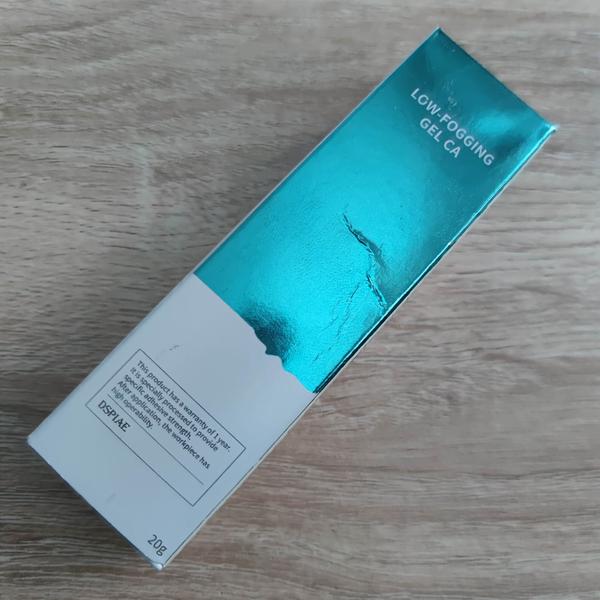 LOW-FOGGING
GEL CA
This product has a warranty of 1 year.
It is specially processed to provide
specific adhesive strength.
After application, the workpiece has
high operability.
DSPIAE
20g